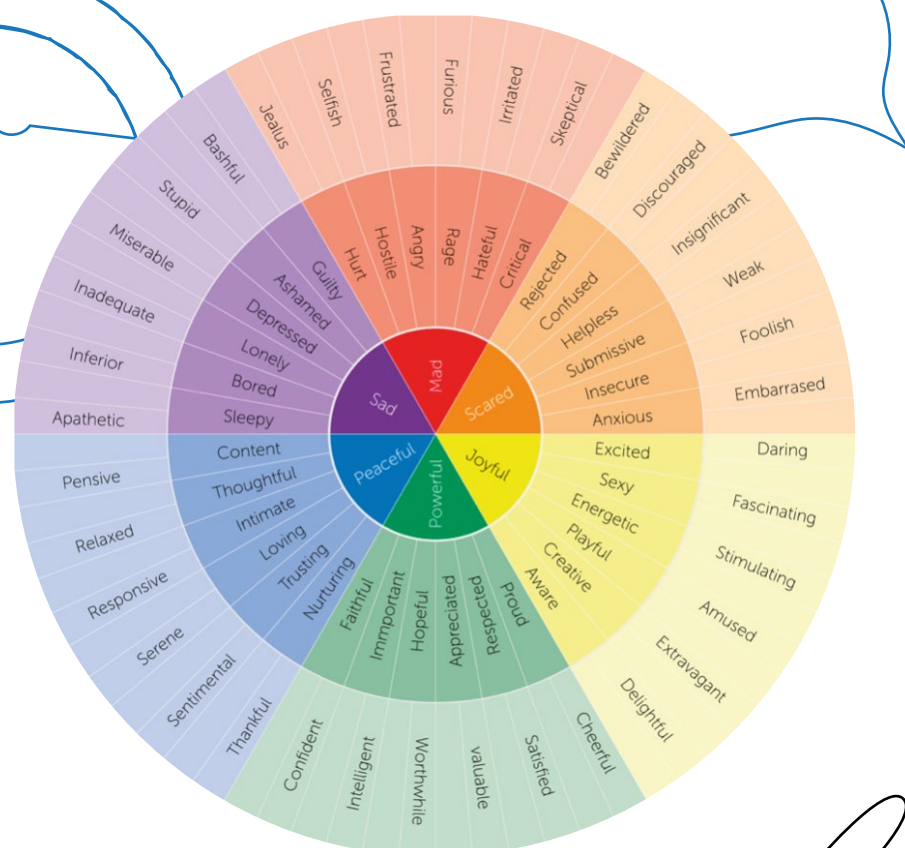 Mad
Scared
Joyful
Powerful
Peaceful
Sad
Hurt
Hostile
Angry
Rage
Hateful
Critical
Rejected
Confused
Helpless
Submissive
Insecure
Anxious
Excited
Sexy
Energetic
Playful
Creative
Aware
Proud
Respected
Appreciated
Hopeful
Immportant
Faithful
Nurturing
Trusting
Loving
Intimate
Thoughtful
Content
Sleepy
Bored
Lonely
Depressed
Ashamed
Guilty
Jealus
Selfish
Frustrated
Furious
Irritated
Skeptical
Bewildered
Discouraged
Insignificant
Weak
Foolish
Embarrased
Daring
Fascinating
Stimulating
Amused
Extravagant
Delightful
Cheerful
Satisfied
valuable
Worthwhile
Intelligent
Confident
Thankful
Sentimental
Serene
Responsive
Relaxed
Pensive
Apathetic
Inferior
Inadequate
Miserable
Stupid
Bashful